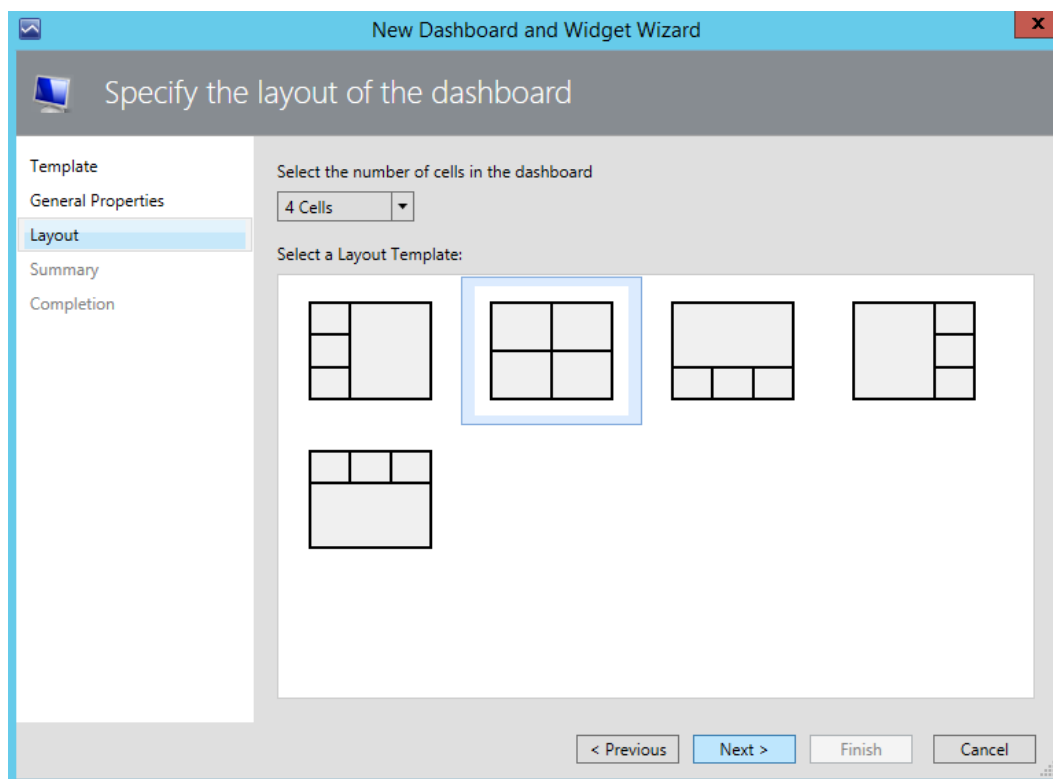 New Dashboard and Widget Wizard
x
Specify the layout of the dashboard
Template
General Properties
Layout
Summary
Completion
Select the number of cells in the dashboard
4 Cells
Select a Layout Template:
< Previous
Next >
Finish
Cancel